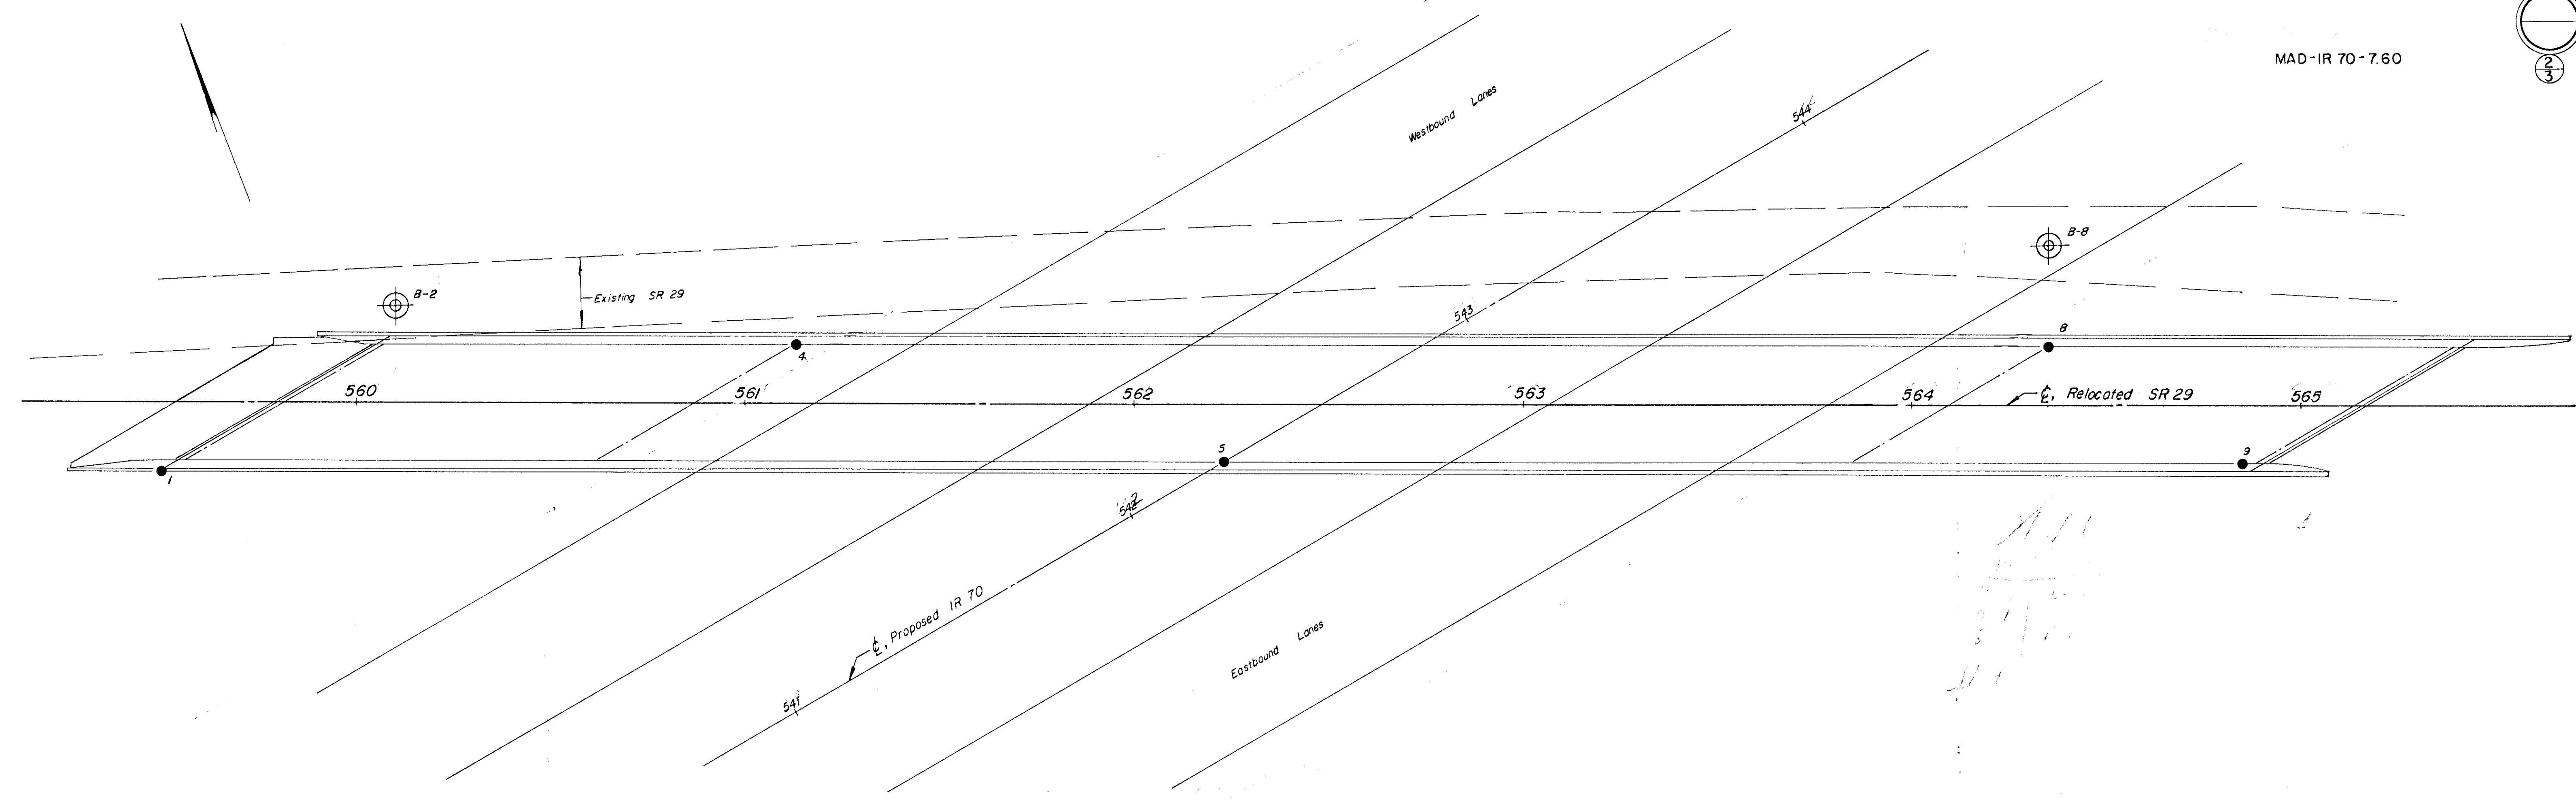 MAD-IR 70-7.60
2
3
Westbound Lanes
544
B-8
B-2
Existing SR 29
543
8
4
560
561
562
563
564
℄, Relocated SR 29
565
5
9
1
542
℄, Proposed IR 70
Eastbound Lanes
541